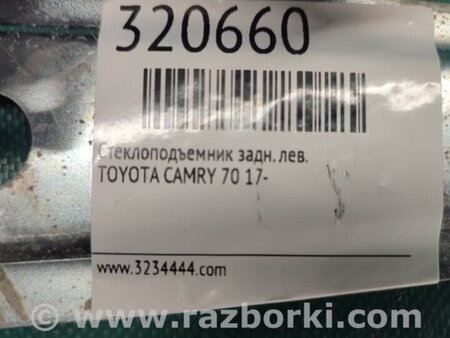 320660
Стеклоподъемник задн. лев.
TOYOTA CAMRY 70 17-
www.3234444.com
www.razborki.com